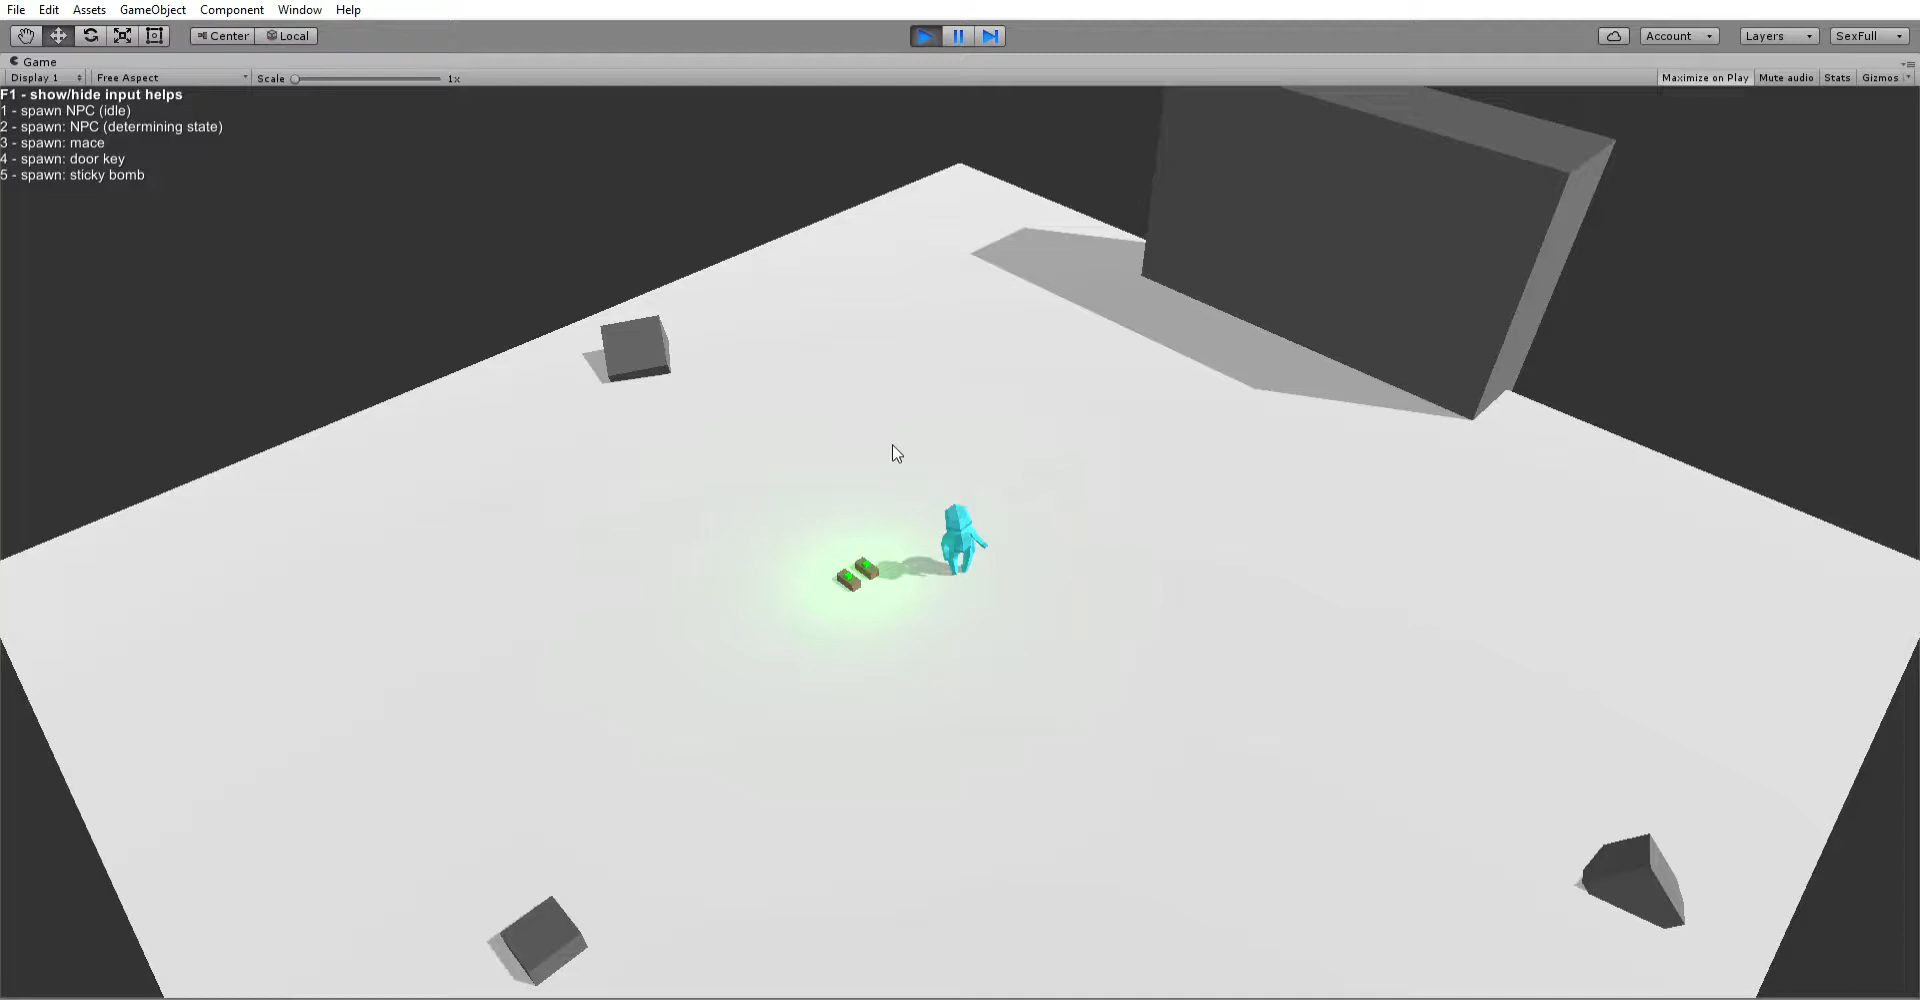 File Edit Assets GameObject Component Window Help
Center Local Account Layers SexFull
Game
Display 1 Free Aspect Scale 1x Maximize on Play Mute audio Stats Gizmos
F1 - show/hide input helps
1 - spawn NPC (idle)
2 - spawn: NPC (determining state)
3 - spawn: mace
4 - spawn: door key
5 - spawn: sticky bomb